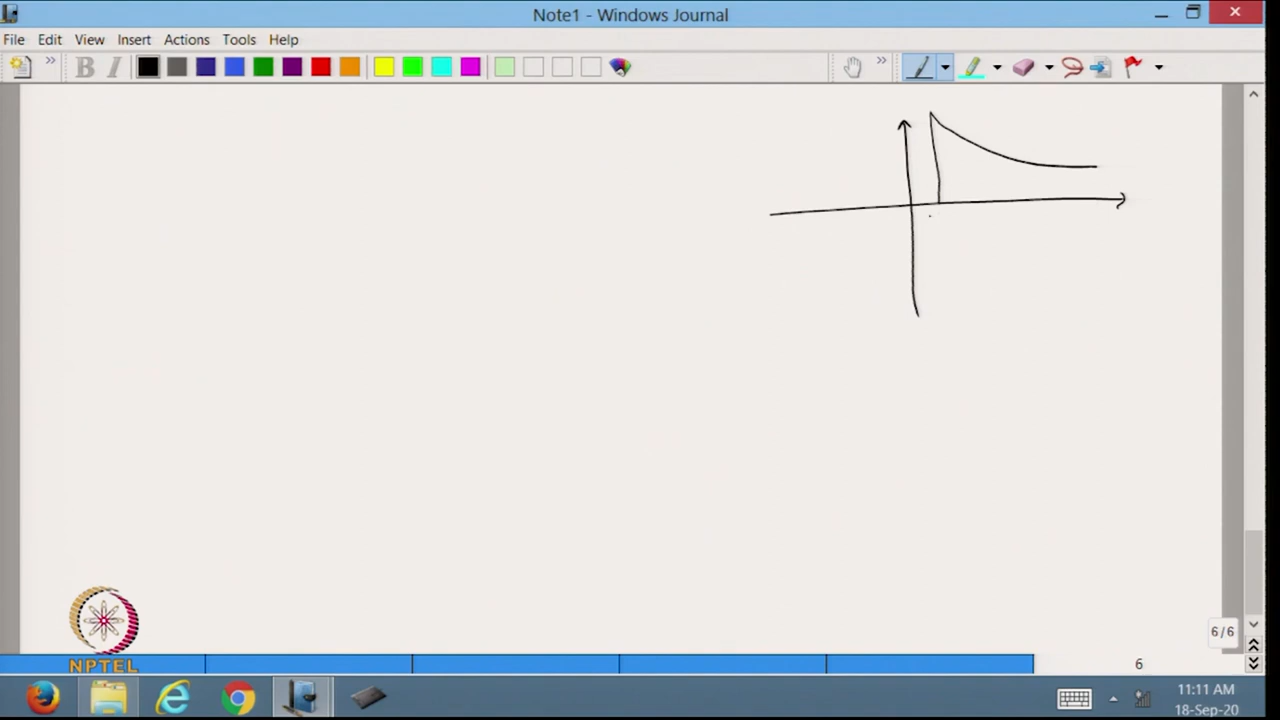 Note1 - Windows Journal
File Edit View Insert Actions Tools Help
B I
6 / 6
NPTEL
6
11:11 AM
18-Sep-20